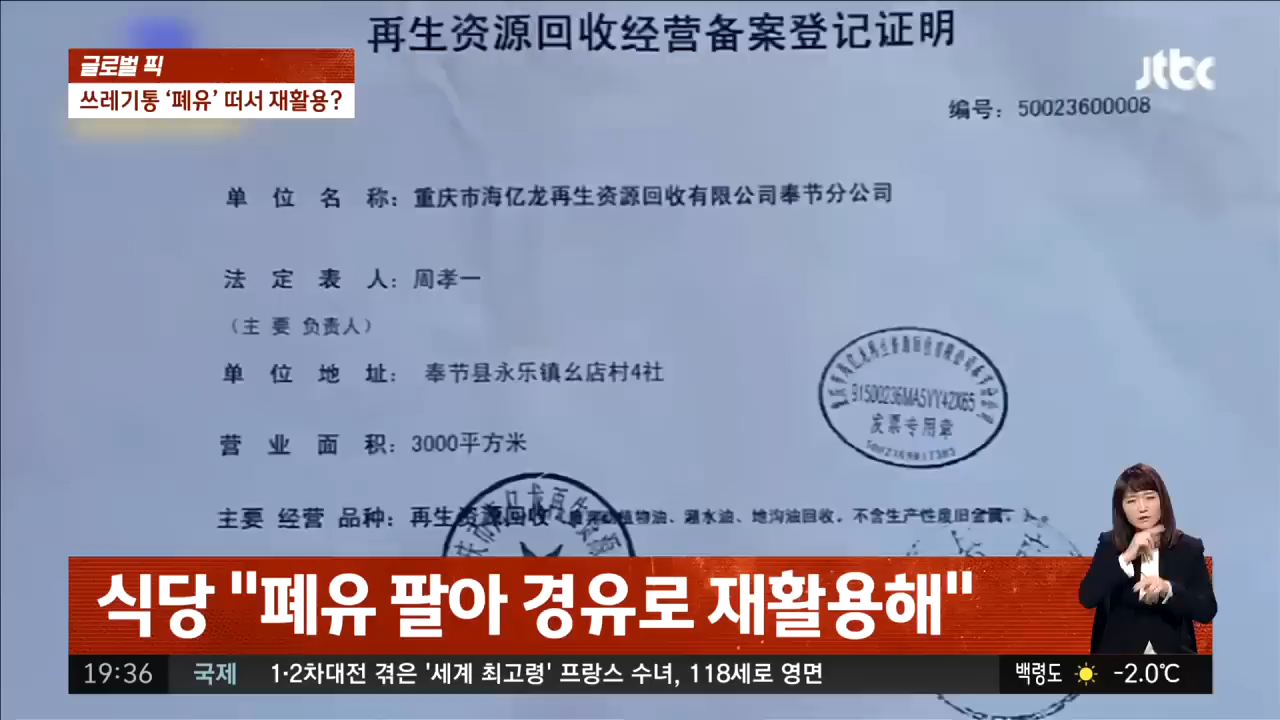 再生资源回收经营备案登记证明
글로벌 픽
jtbc
쓰레기통 ‘폐유’ 떠서 재활용?
编号: 50023600008
单 位 名 称: 重庆市海亿龙再生资源回收有限公司奉节分公司
法 定 表 人: 周孝一
(主 要 负责人)
单 位 地 址: 奉节县永乐镇幺店村4社
91500236MA5YY4ZX65
发票专用章
营 业 面 积: 3000平方米
主要 经营 品种: 再生资源回收
植物油、潲水油、地沟油回收, 不含生产性废旧金属
식당 "폐유 팔아 경유로 재활용해"
19:36 국제 1·2차대전 겪은 '세계 최고령' 프랑스 수녀, 118세로 영면 백령도 -2.0℃